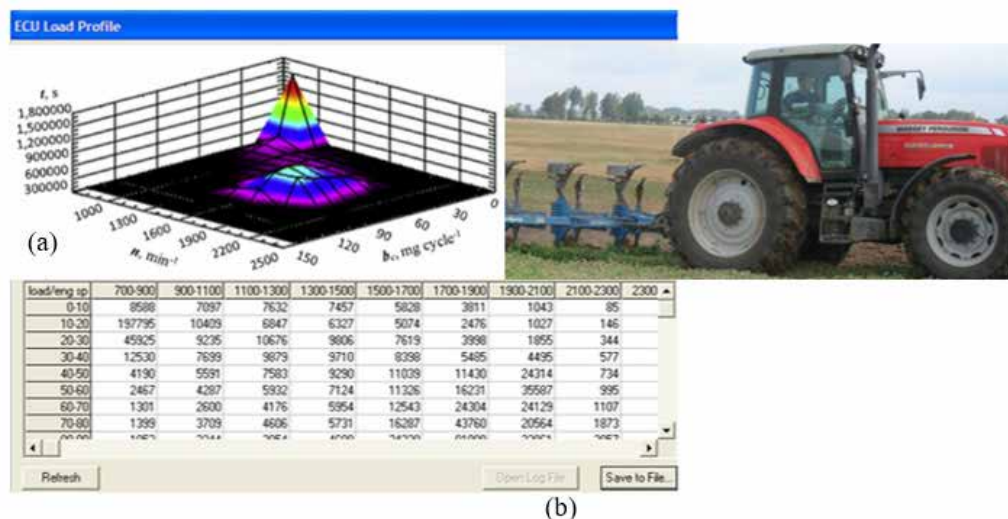 ECU Load Profile
t, s
1,800000
1,500000
1,200000
900000
600000
300000
1000
1300
1600
1900
2200
2500
n, min⁻¹
150
120
90
60
30
0
mg cycle⁻¹
(a)
MASSEY FERGUSON
load/eng sp 700-900 900-1100 1100-1300 1300-1500 1500-1700 1700-1900 1900-2100 2100-2300 2300
0-10 8588 7097 7632 7457 5828 3811 1043 85
10-20 197795 10409 6847 6327 5074 2476 1027 146
20-30 45925 9235 10676 9806 7619 3998 1855 344
30-40 12530 7699 9879 9710 8398 5485 4495 577
40-50 4190 5591 7583 9290 11039 11430 24314 734
50-60 2467 4287 5932 7124 11326 16231 35587 995
60-70 1301 2600 4176 5954 12543 24304 24129 1107
70-80 1399 3709 4606 5731 16287 43760 20564 1873
Refresh
Open Log File
Save to File...
(b)